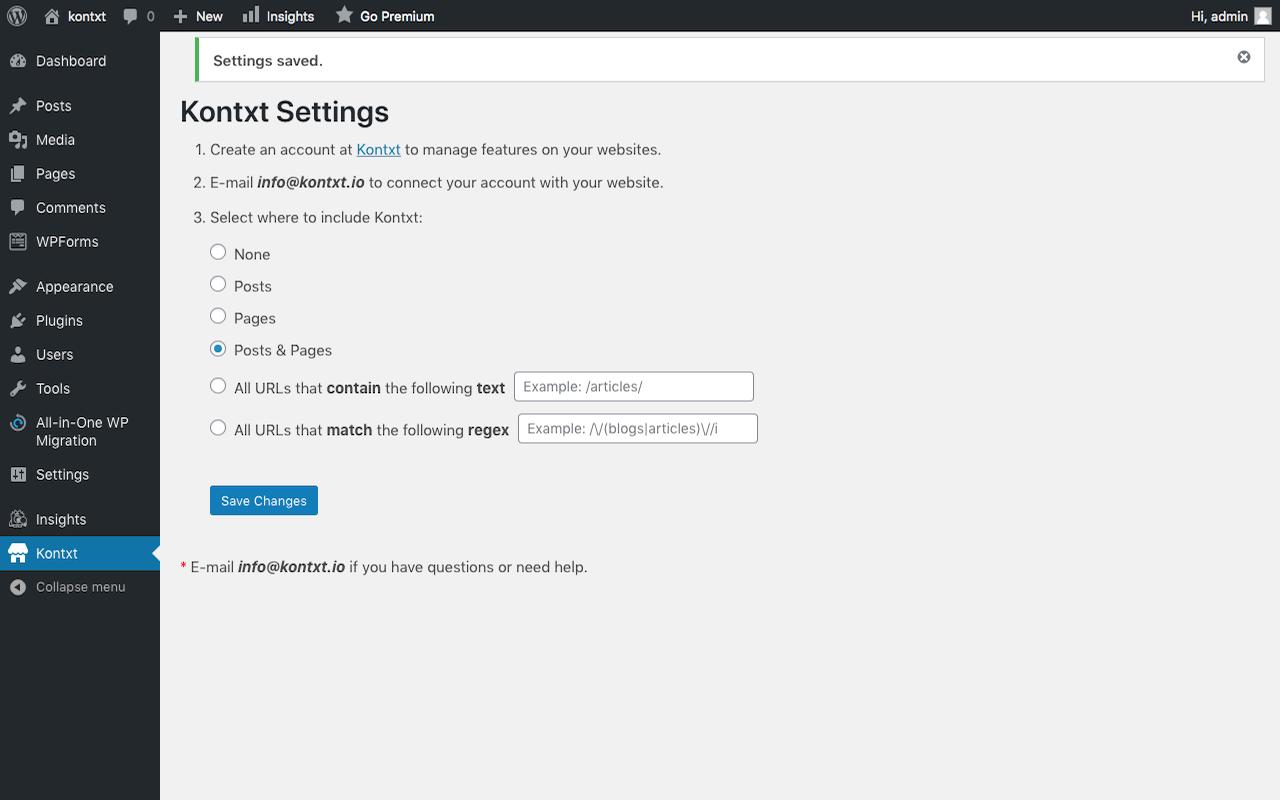 kontxt 0 New Insights Go Premium Hi, admin
Dashboard
Posts
Media
Pages
Comments
WPForms
Appearance
Plugins
Users
Tools
All-in-One WP
Migration
Settings
Insights
Kontxt
Collapse menu
Settings saved.
Kontxt Settings
1. Create an account at Kontxt to manage features on your websites.
2. E-mail info@kontxt.io to connect your account with your website.
3. Select where to include Kontxt:
None
Posts
Pages
Posts & Pages
All URLs that contain the following text Example: /articles/
All URLs that match the following regex Example: /\/(blogs|articles)\//i
Save Changes
* E-mail info@kontxt.io if you have questions or need help.